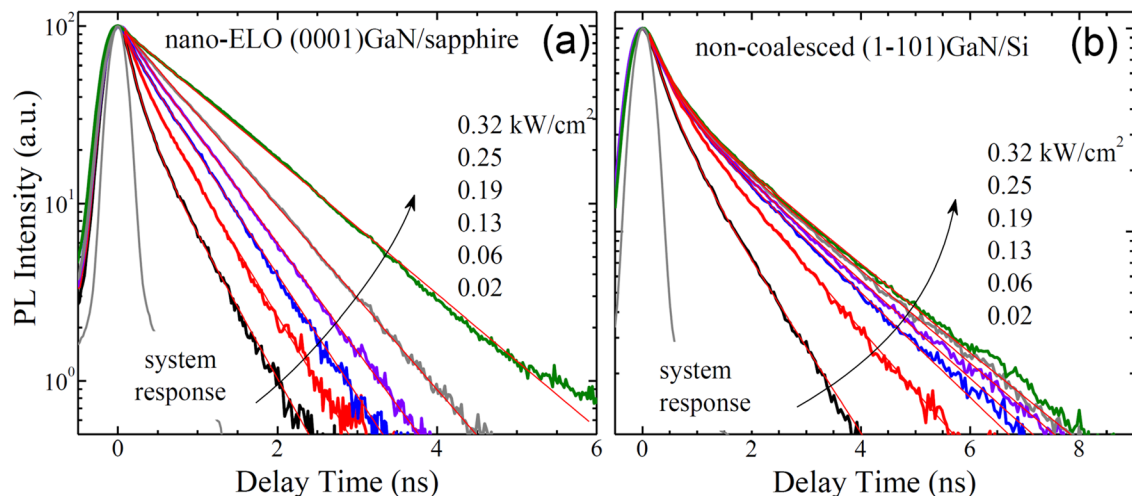 nano-ELO (0001)GaN/sapphire
(a)
0.32 kW/cm²
0.25
0.19
0.13
0.06
0.02
system
response
10²
10¹
10⁰
PL Intensity (a.u.)
0
2
4
6
Delay Time (ns)
non-coalesced (1-101)GaN/Si
(b)
0.32 kW/cm²
0.25
0.19
0.13
0.06
0.02
system
response
0
2
4
6
8
Delay Time (ns)